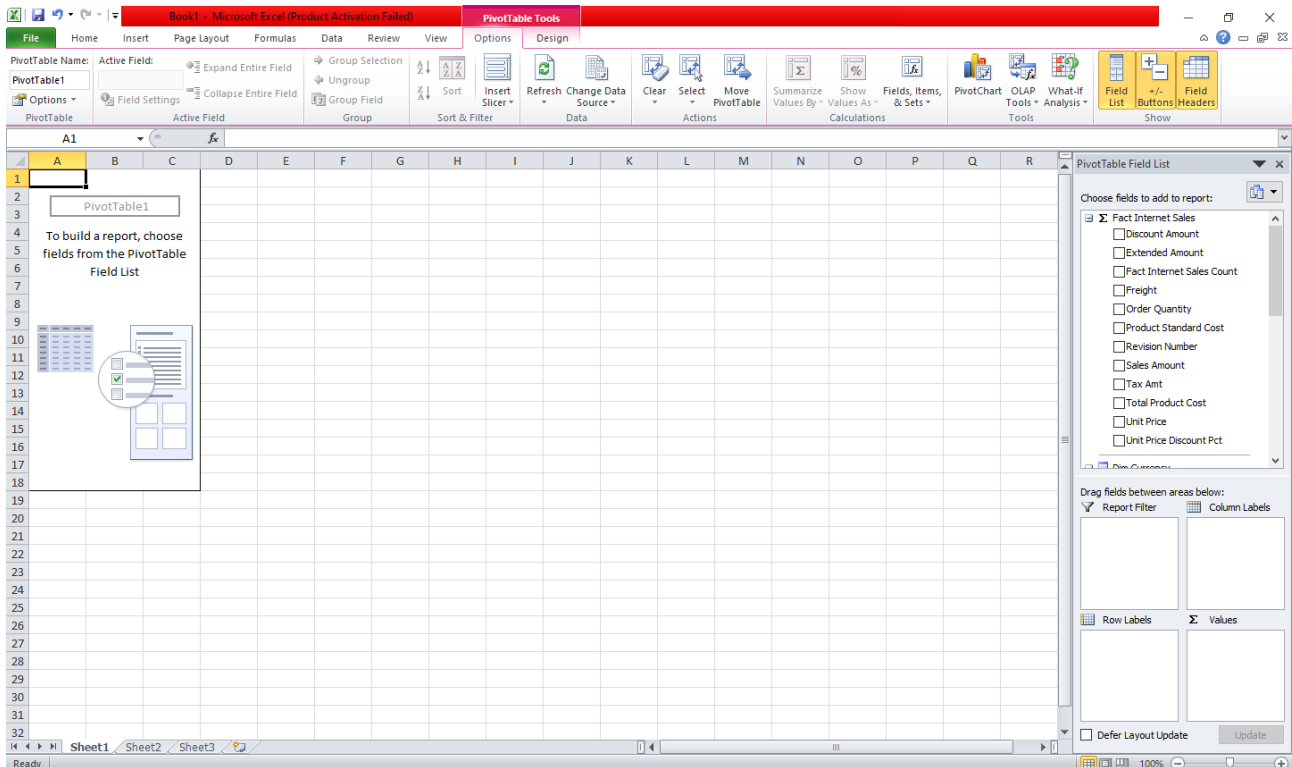 Book1 - Microsoft Excel (Product Activation Failed)
PivotTable Tools
File Home Insert Page Layout Formulas Data Review View Options Design
PivotTable Name: Active Field:
PivotTable1
Options
Field Settings
Expand Entire Field
Collapse Entire Field
Group Selection
Ungroup
Group Field
Sort
Insert Slicer
Refresh
Change Data Source
Clear
Select
Move PivotTable
Summarize Values By
Show Values As
Fields, Items, & Sets
PivotChart
OLAP Tools
What-If Analysis
Field List
+/- Buttons
Field Headers
PivotTable Active Field Group Sort & Filter Data Actions Calculations Tools Show
A1 fx
A B C D E F G H I J K L M N O P Q R
1
2
3
4
5
6
7
8
9
10
11
12
13
14
15
16
17
18
19
20
21
22
23
24
25
26
27
28
29
30
31
32
PivotTable1
To build a report, choose
fields from the PivotTable
Field List
PivotTable Field List
Choose fields to add to report:
Σ Fact Internet Sales
Discount Amount
Extended Amount
Fact Internet Sales Count
Freight
Order Quantity
Product Standard Cost
Revision Number
Sales Amount
Tax Amt
Total Product Cost
Unit Price
Unit Price Discount Pct
Dim Currency
Drag fields between areas below:
Report Filter Column Labels
Row Labels Σ Values
Defer Layout Update Update
Sheet1 Sheet2 Sheet3
Ready 100%